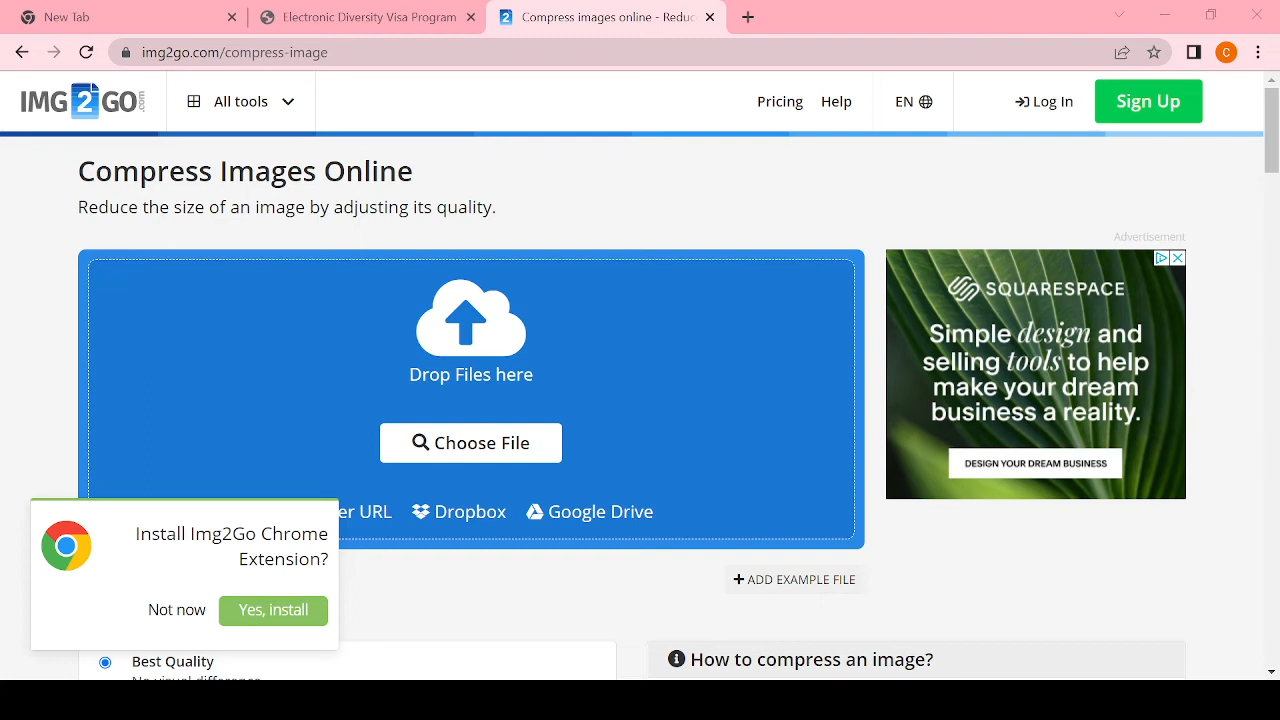 New Tab
Electronic Diversity Visa Program
Compress images online - Reduc
img2go.com/compress-image
C
IMG2GO.com
All tools
Pricing
Help
EN
Log In
Sign Up
Compress Images Online
Reduce the size of an image by adjusting its quality.
Advertisement
Drop Files here
Choose File
er URL
Dropbox
Google Drive
SQUARESPACE
Simple design and
selling tools to help
make your dream
business a reality.
DESIGN YOUR DREAM BUSINESS
Install Img2Go Chrome
Extension?
Not now
Yes, install
+ ADD EXAMPLE FILE
Best Quality
No visual difference
How to compress an image?